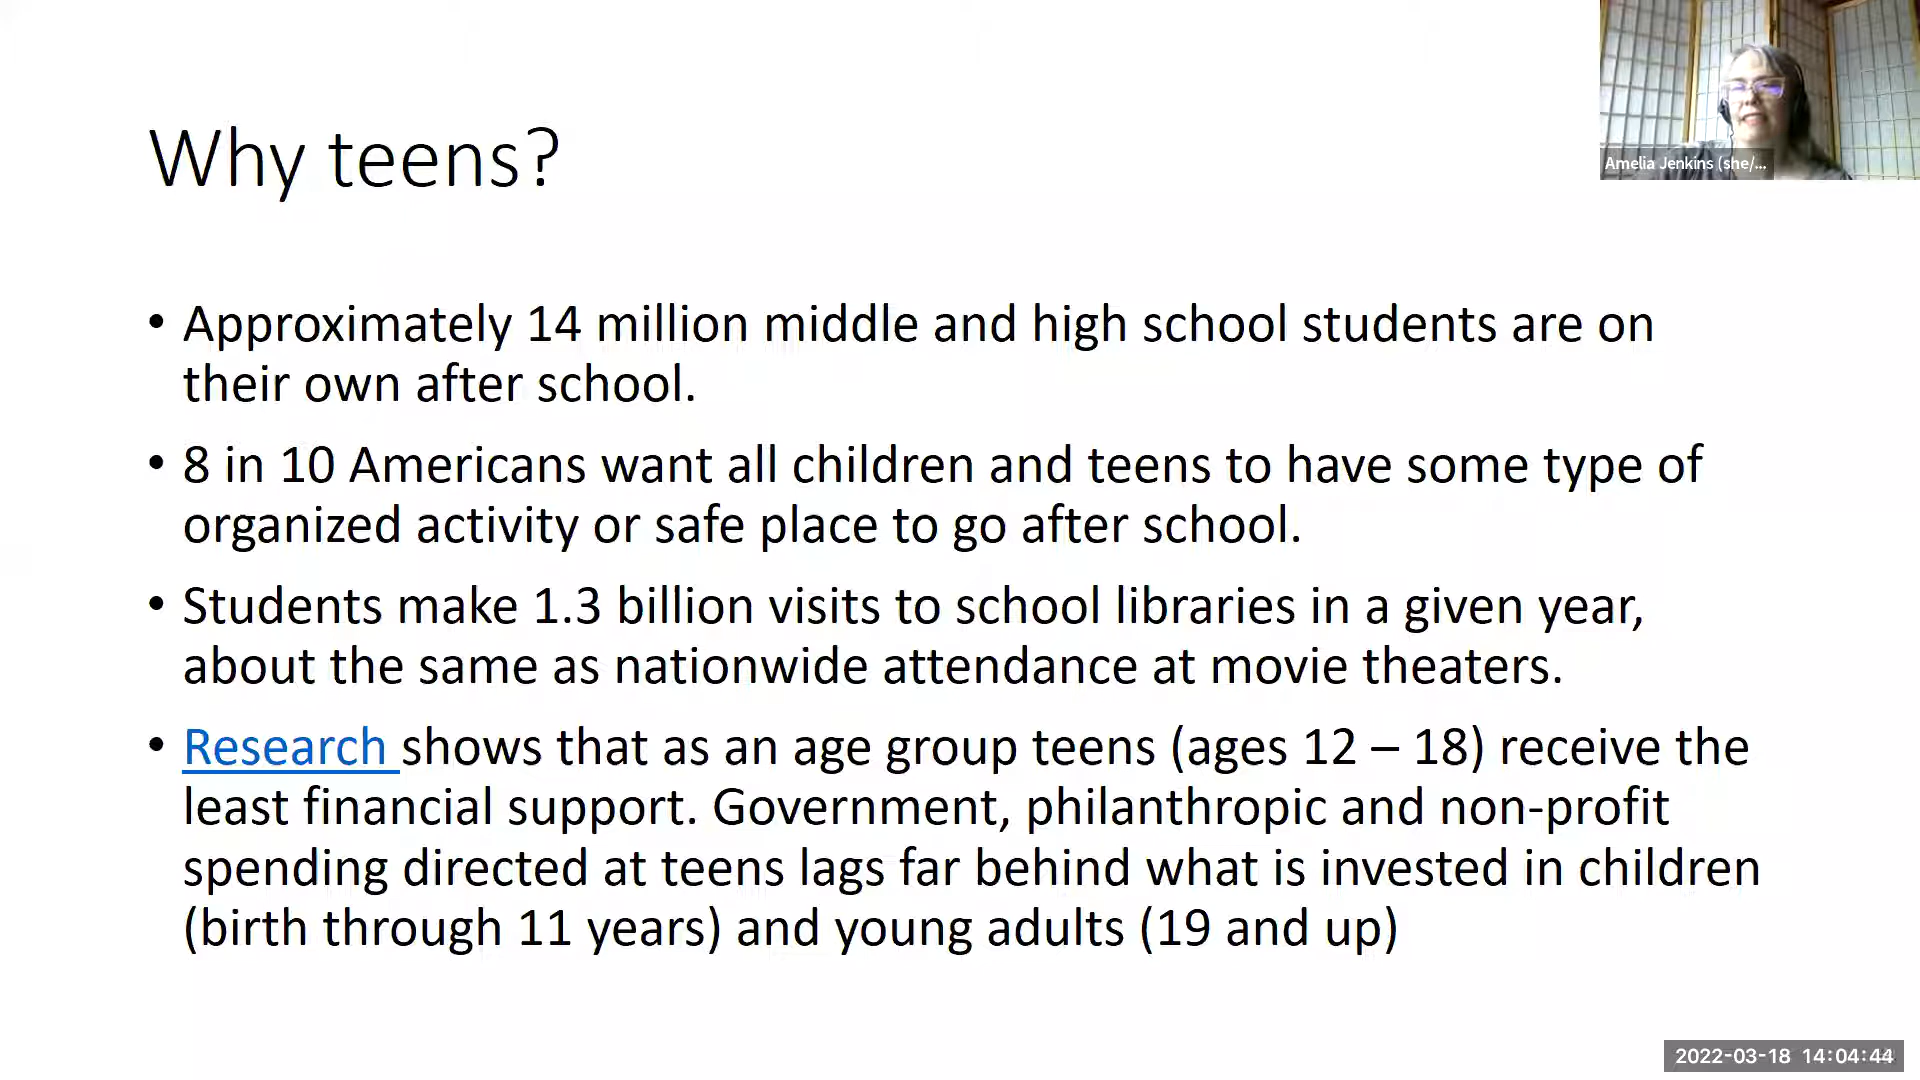 Amelia Jenkins (she/...
Why teens?
• Approximately 14 million middle and high school students are on
their own after school.
• 8 in 10 Americans want all children and teens to have some type of
organized activity or safe place to go after school.
• Students make 1.3 billion visits to school libraries in a given year,
about the same as nationwide attendance at movie theaters.
• Research shows that as an age group teens (ages 12 – 18) receive the
least financial support. Government, philanthropic and non-profit
spending directed at teens lags far behind what is invested in children
(birth through 11 years) and young adults (19 and up)
2022-03-18 14:04:44